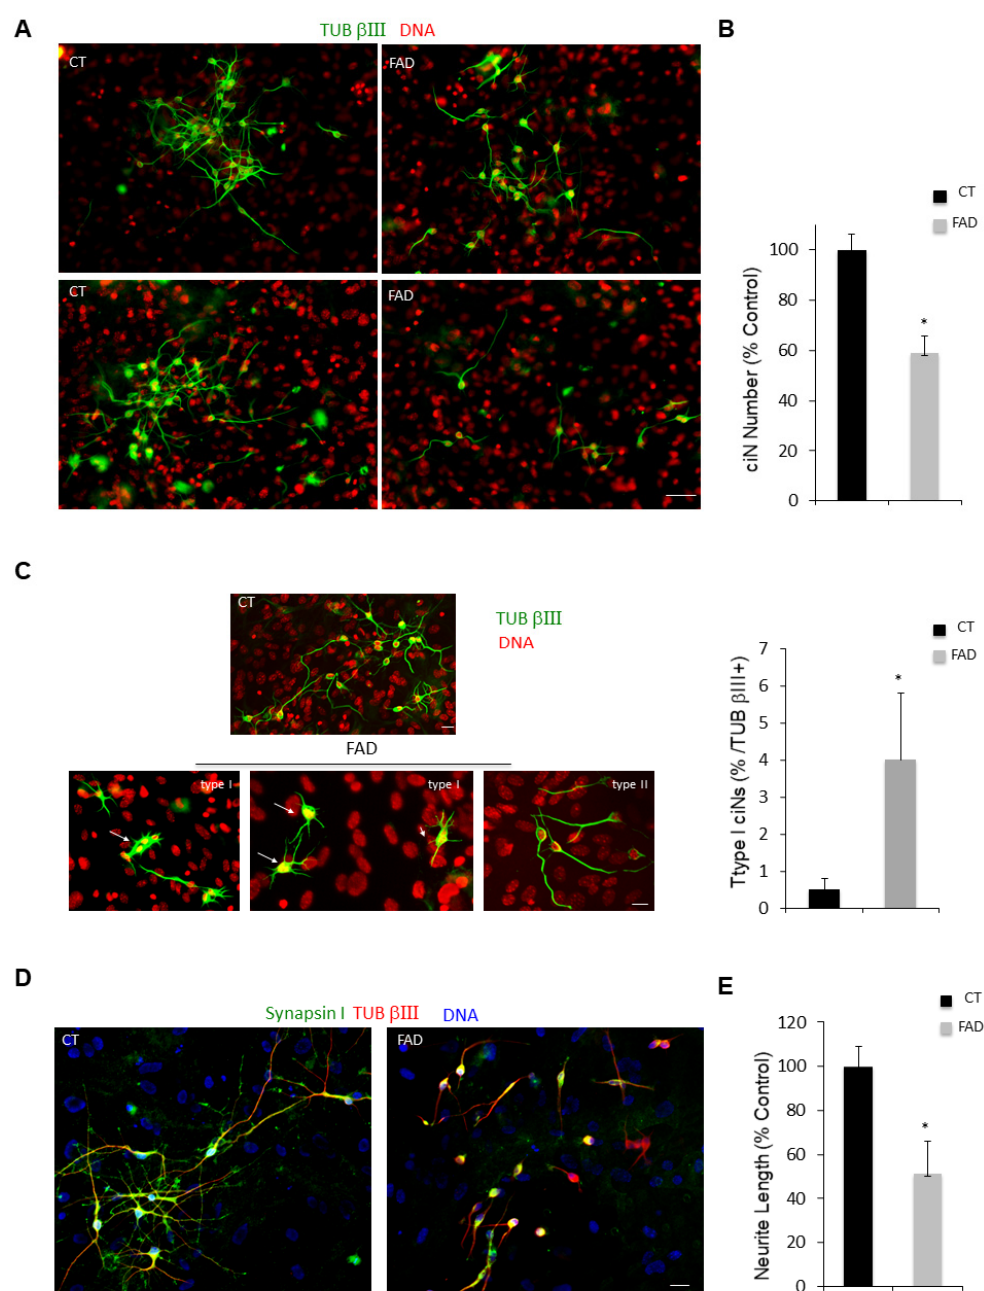 A
TUB βIII DNA
CT
FAD
CT
FAD
B
CT
FAD
ciN Number (% Control)
100
80
60
40
20
0
*
C
CT
TUB βIII
DNA
FAD
type I
type I
type II
CT
FAD
Ttype I ciNs (% /TUB βIII+)
7
6
5
4
3
2
1
0
*
D
Synapsin I TUB βIII DNA
CT
FAD
E
CT
FAD
Neurite Length (% Control)
120
100
80
60
40
20
0
*